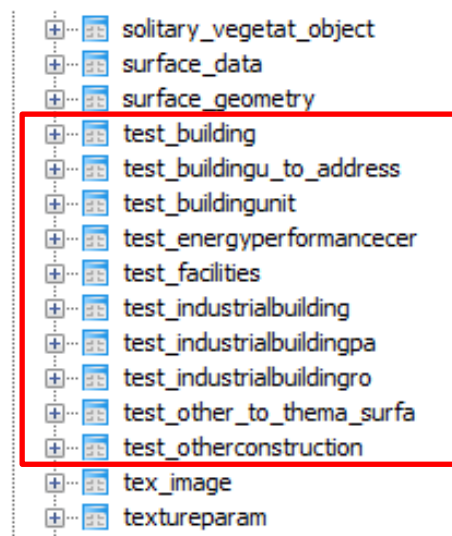 solitary_vegetat_object
surface_data
surface_geometry
test_building
test_buildingu_to_address
test_buildingunit
test_energyperformancecer
test_facilities
test_industrialbuilding
test_industrialbuildingpa
test_industrialbuildingro
test_other_to_thema_surfa
test_otherconstruction
tex_image
textureparam